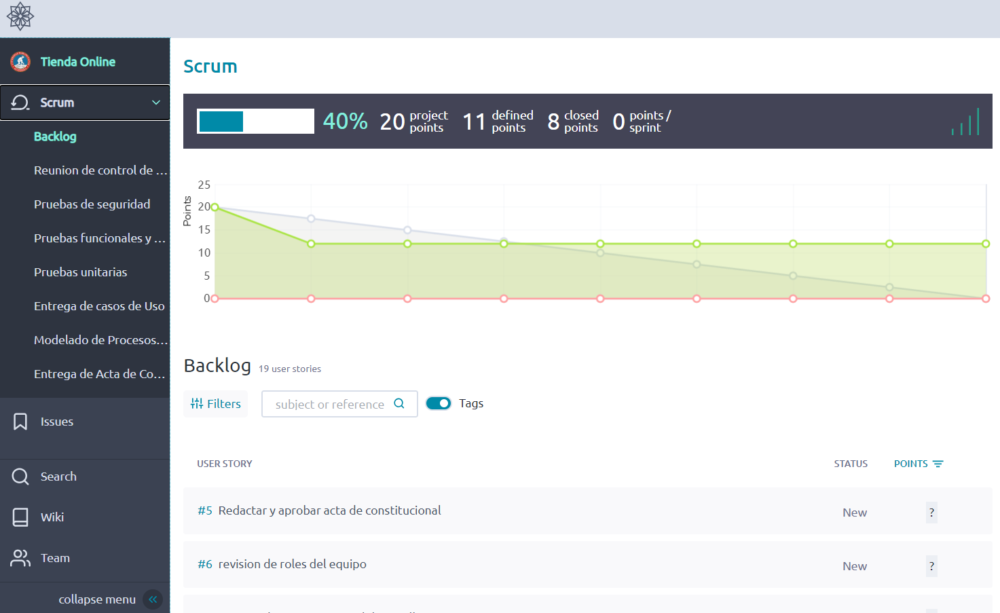 Tienda Online
Scrum
Backlog
Reunion de control de ...
Pruebas de seguridad
Pruebas funcionales y ...
Pruebas unitarias
Entrega de casos de Uso
Modelado de Procesos...
Entrega de Acta de Co...
Issues
Search
Wiki
Team
collapse menu
Scrum
40% 20 project points 11 defined points 8 closed points 0 points / sprint
Points
25
20
15
10
5
0
Backlog 19 user stories
Filters subject or reference Tags
USER STORY STATUS POINTS
#5 Redactar y aprobar acta de constitucional New ?
#6 revision de roles del equipo New ?